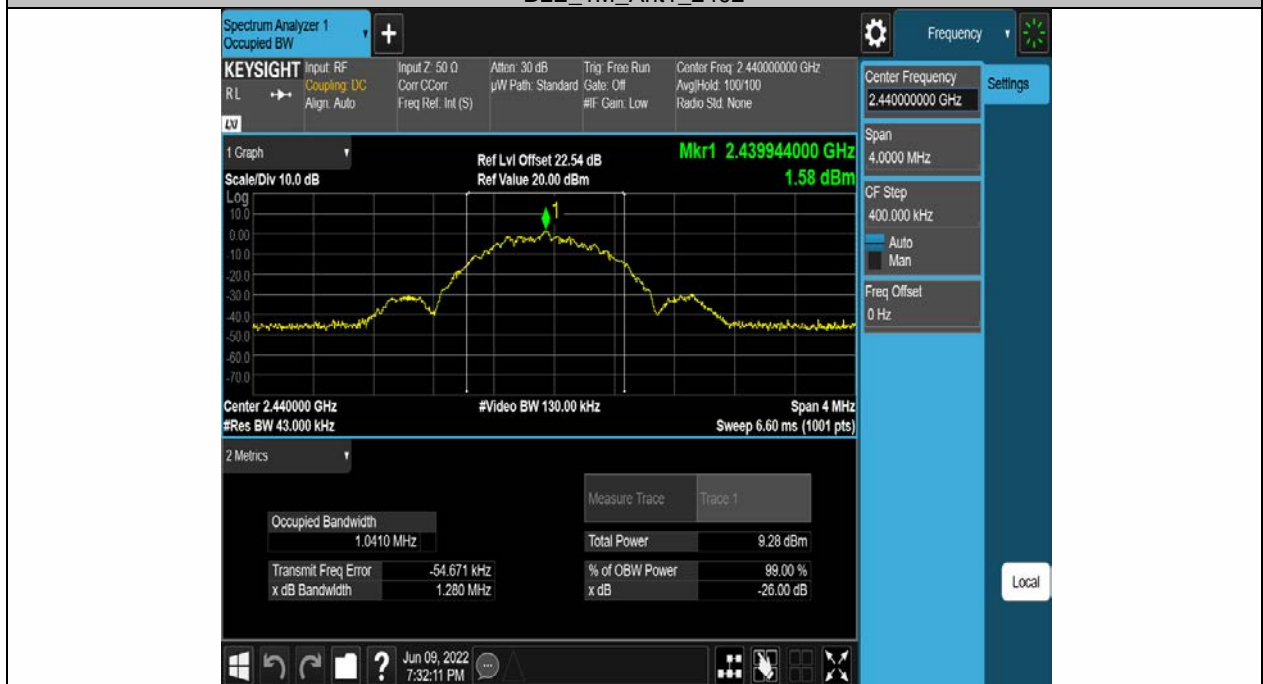 Spectrum Analyzer 1
Occupied BW
+
Frequency
KEYSIGHT
RL
LXI
Input: RF
Coupling: DC
Align: Auto
Input Z: 50 Ω
Corr CCorr
Freq Ref: Int (S)
Atten: 30 dB
µW Path: Standard
Trig: Free Run
Gate: Off
#IF Gain: Low
Center Freq: 2.440000000 GHz
Avg|Hold: 100/100
Radio Std: None
Center Frequency
2.440000000 GHz
Settings
Span
4.0000 MHz
CF Step
400.000 kHz
Auto
Man
Freq Offset
0 Hz
1 Graph
Scale/Div 10.0 dB
Ref Lvl Offset 22.54 dB
Ref Value 20.00 dBm
Mkr1 2.439944000 GHz
1.58 dBm
Log
10.0
0.00
-10.0
-20.0
-30.0
-40.0
-50.0
-60.0
-70.0
1
Center 2.440000 GHz
#Res BW 43.000 kHz
#Video BW 130.00 kHz
Span 4 MHz
Sweep 6.60 ms (1001 pts)
2 Metrics
Measure Trace Trace 1
Occupied Bandwidth
1.0410 MHz
Total Power 9.28 dBm
Transmit Freq Error -54.671 kHz
% of OBW Power 99.00 %
x dB Bandwidth 1.280 MHz
x dB -26.00 dB
Local
?
Jun 09, 2022
7:32:11 PM